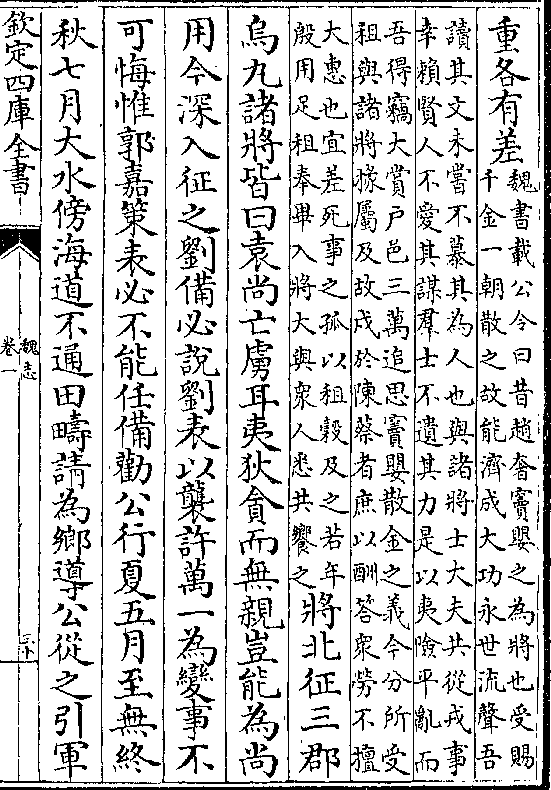 重各有差
魏書載公令曰昔趙奢竇嬰之為將也受賜
千金一朝散之故能濟成大功永世流聲吾
讀其文未嘗不慕其為人也與諸將士大夫共從戎事
幸賴賢人不愛其謀羣士不遺其力是以夷險平亂而
吾得竊大賞户邑三萬追思竇嬰散金之義今分所受
租與諸將掾屬及故戍於陳蔡者庶以酬答衆勞不擅
大惠也宜差死事之孤以租穀及之若年
殷用足租奉畢入將大與衆人悉共饗之
將北征三郡
烏九諸將皆曰袁尚亡虜耳夷狄貪而無親豈能為尚
用今深入征之劉備必說劉表以襲許萬一為變事不
可悔惟郭嘉策表必不能任備勸公行夏五月至無終
秋七月大水傍海道不通田疇請為鄉導公從之引軍
欽定四庫全書
魏志
卷一
三十